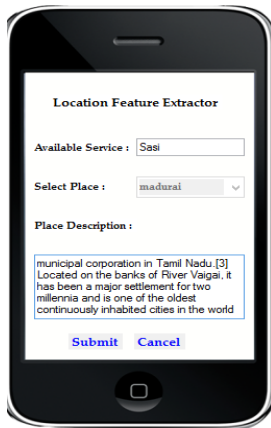 Location Feature Extractor
Available Service : Sasi
Select Place : madurai
Place Description :
municipal corporation in Tamil Nadu.[3]
Located on the banks of River Vaigai, it
has been a major settlement for two
millennia and is one of the oldest
continuously inhabited cities in the world
Submit Cancel